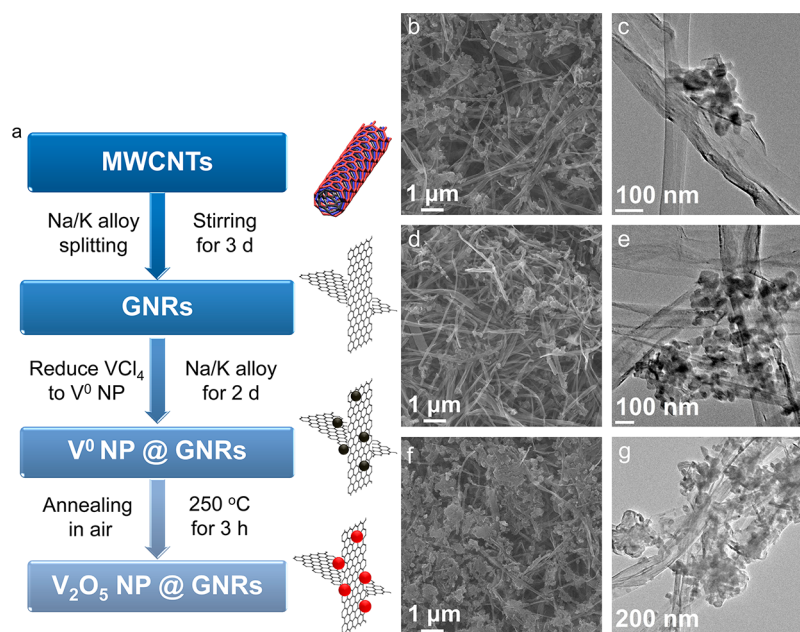 a
MWCNTs
Na/K alloy
splitting
Stirring
for 3 d
GNRs
Reduce VCl₄
to V⁰ NP
Na/K alloy
for 2 d
V⁰ NP @ GNRs
Annealing
in air
250 °C
for 3 h
V₂O₅ NP @ GNRs
b
1 µm
c
100 nm
d
1 µm
e
100 nm
f
1 µm
g
200 nm